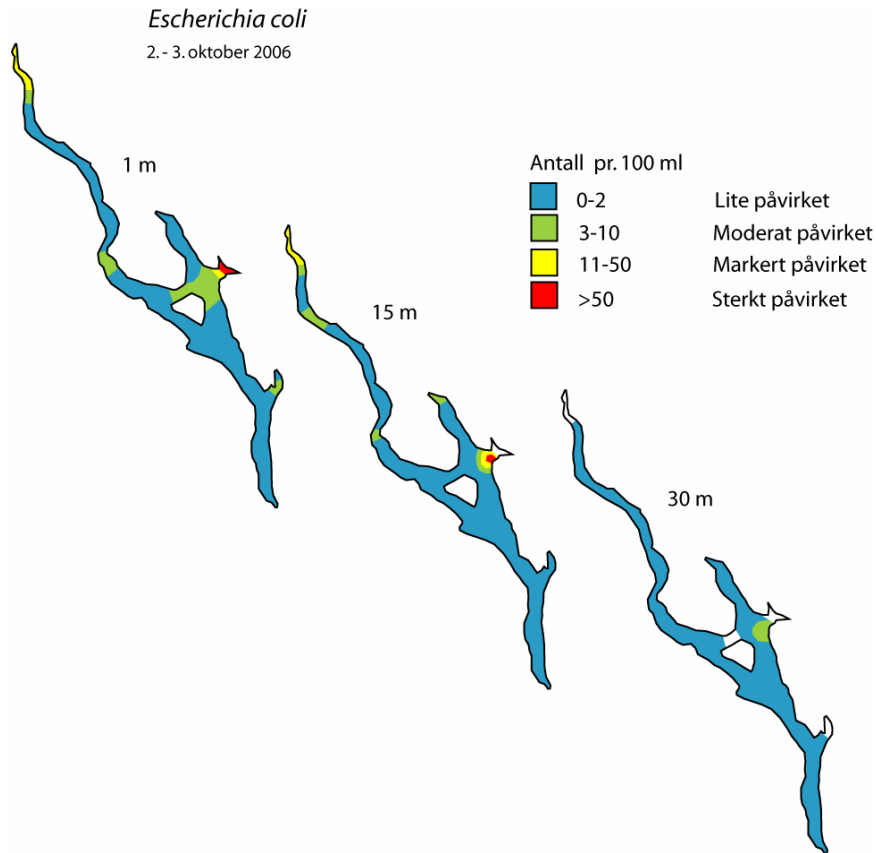 Escherichia coli
2. - 3. oktober 2006
1 m
Antall pr. 100 ml
0-2 Lite påvirket
3-10 Moderat påvirket
11-50 Markert påvirket
>50 Sterkt påvirket
15 m
30 m